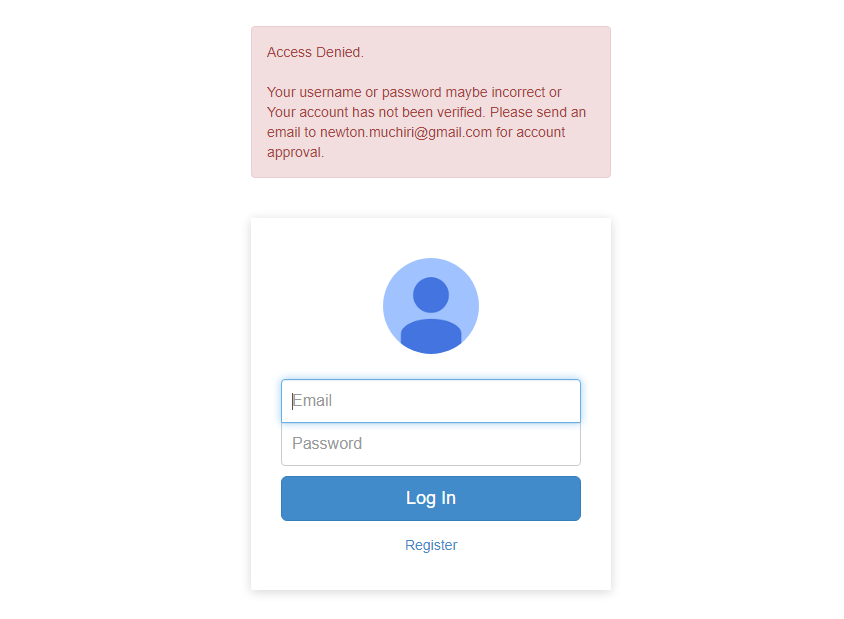 Access Denied.
Your username or password maybe incorrect or
Your account has not been verified. Please send an
email to newton.muchiri@gmail.com for account
approval.
Email
Password
Log In
Register